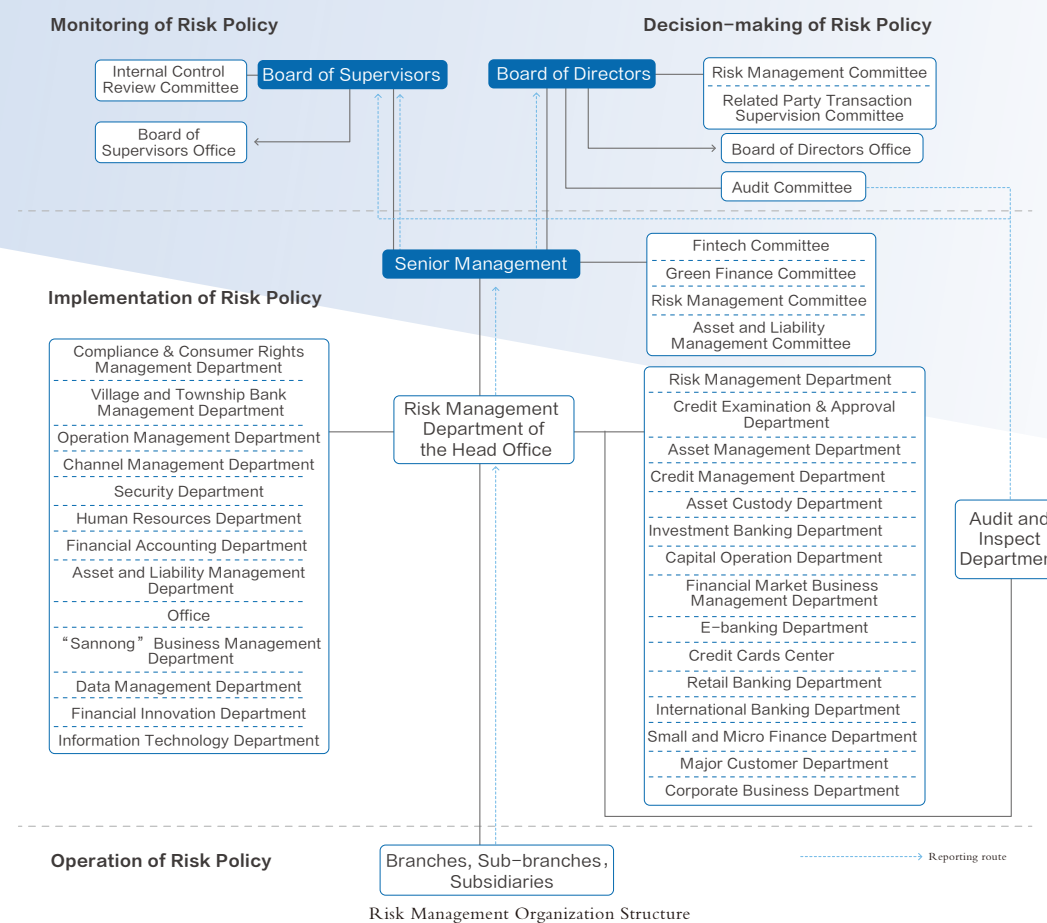 Monitoring of Risk Policy
Decision-making of Risk Policy
Internal Control
Review Committee
Board of Supervisors
Board of
Supervisors Office
Board of Directors
Risk Management Committee
Related Party Transaction
Supervision Committee
Board of Directors Office
Audit Committee
Senior Management
Fintech Committee
Green Finance Committee
Risk Management Committee
Asset and Liability
Management Committee
Implementation of Risk Policy
Compliance & Consumer Rights
Management Department
Village and Township Bank
Management Department
Operation Management Department
Channel Management Department
Security Department
Human Resources Department
Financial Accounting Department
Asset and Liability Management
Department
Office
“Sannong” Business Management
Department
Data Management Department
Financial Innovation Department
Information Technology Department
Risk Management
Department of
the Head Office
Risk Management Department
Credit Examination & Approval
Department
Asset Management Department
Credit Management Department
Asset Custody Department
Investment Banking Department
Capital Operation Department
Financial Market Business
Management Department
E-banking Department
Credit Cards Center
Retail Banking Department
International Banking Department
Small and Micro Finance Department
Major Customer Department
Corporate Business Department
Audit and
Inspect
Departmen
Operation of Risk Policy
Branches, Sub-branches,
Subsidiaries
Reporting route
Risk Management Organization Structure